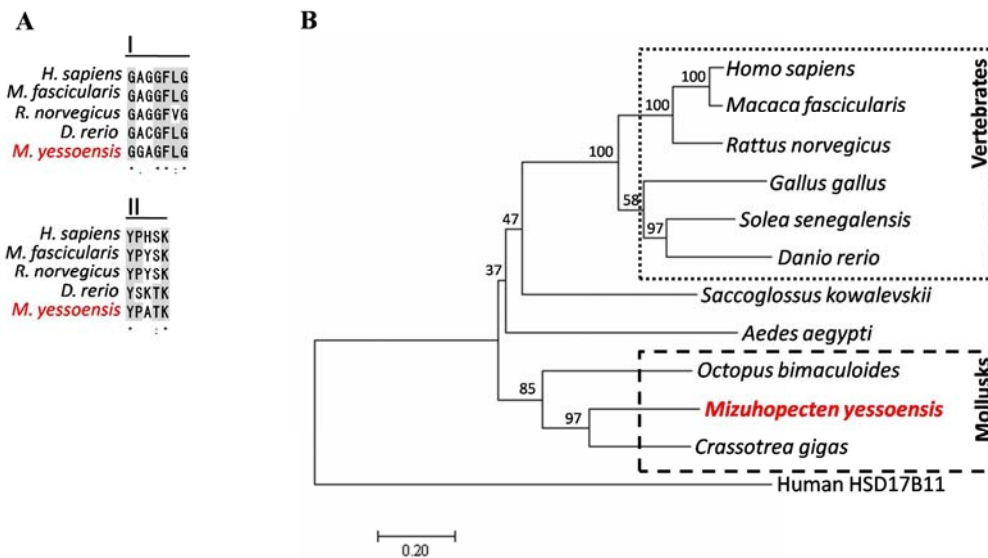 A
I
H. sapiens GAGGFLG
M. fascicularis GAGGFLG
R. norvegicus GAGGFVG
D. rerio GACGFLG
M. yessoensis GGAGFLG
*. **:*
II
H. sapiens YPHSK
M. fascicularis YPYSK
R. norvegicus YPYSK
D. rerio YSKTK
M. yessoensis YPATK
* :*
B
100 Homo sapiens
100 Macaca fascicularis
Rattus norvegicus
100
58 Gallus gallus
97 Solea senegalensis
Danio rerio
Vertebrates
47
37
Saccoglossus kowalevskii
Aedes aegypti
85 Octopus bimaculoides
97 Mizuhopecten yessoensis
Crassotrea gigas
Mollusks
Human HSD17B11
0.20